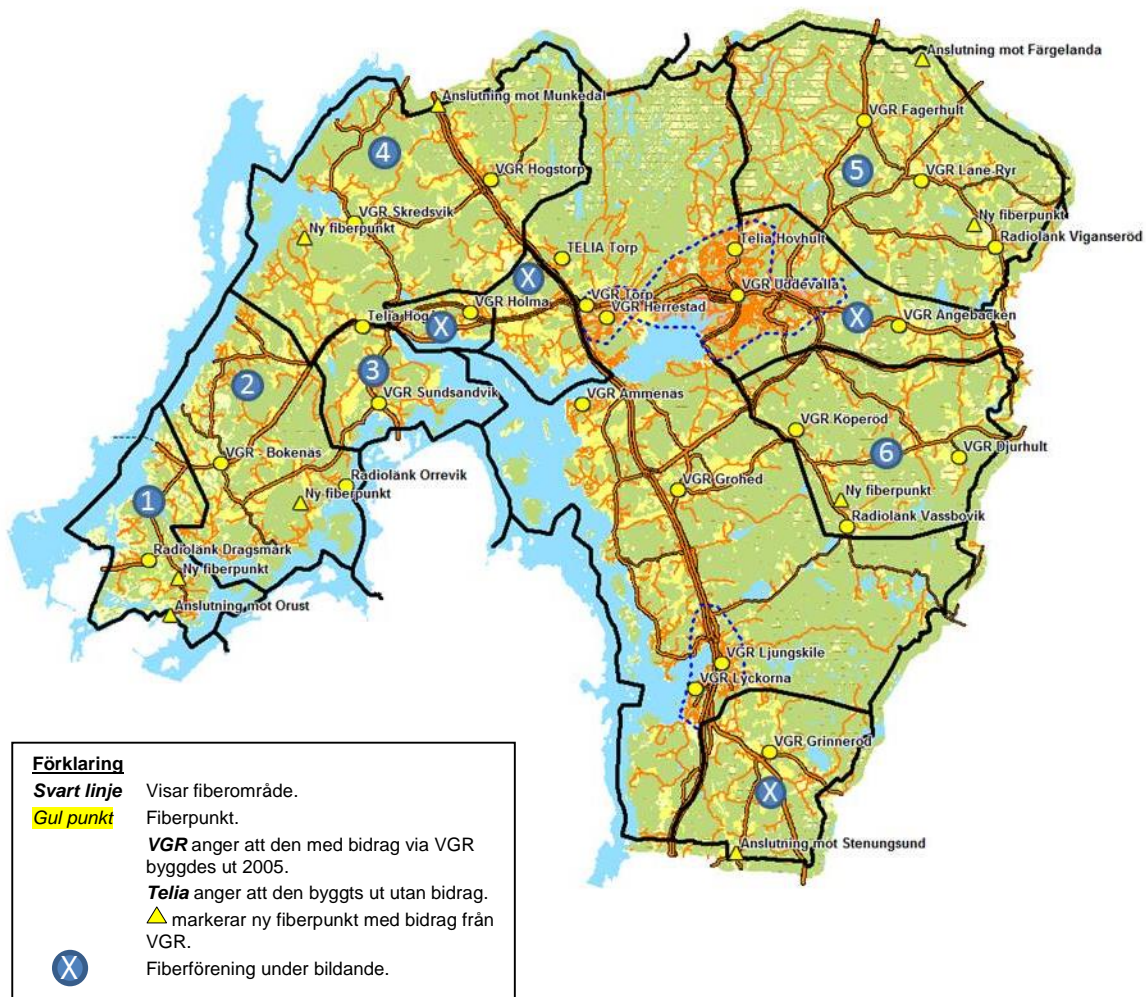 Anslutning mot Färgelanda
Anslutning mot Munkedal
VGR Fagerhult
4
VGR Hogstorp
5
VGR Lane-Ryr
VGR Skredsvik
Ny fiberpunkt
Ny fiberpunkt
Radiolänk Viganseröd
Telia Hovhult
TELIA Torp
X
VGR Uddevalla
VGR Holma
VGR Torp
VGR Herrestad
X
VGR Ängebacken
Telia Hög
X
3
2
VGR Sundsandvik
VGR Ammenäs
VGR Köperöd
VGR - Bokenäs
6
VGR Djurhult
Radiolänk Orrevik
VGR Grohed
1
Ny fiberpunkt
Ny fiberpunkt
Radiolänk Vassbovik
Radiolänk Dragsmark
Ny fiberpunkt
Anslutning mot Orust
VGR Ljungskile
VGR Lyckorna
VGR Grinneröd
X
Anslutning mot Stenungsund
Förklaring
Svart linje Visar fiberområde.
Gul punkt Fiberpunkt.
VGR anger att den med bidrag via VGR
byggdes ut 2005.
Telia anger att den byggts ut utan bidrag.
markerar ny fiberpunkt med bidrag från
VGR.
X Fiberförening under bildande.